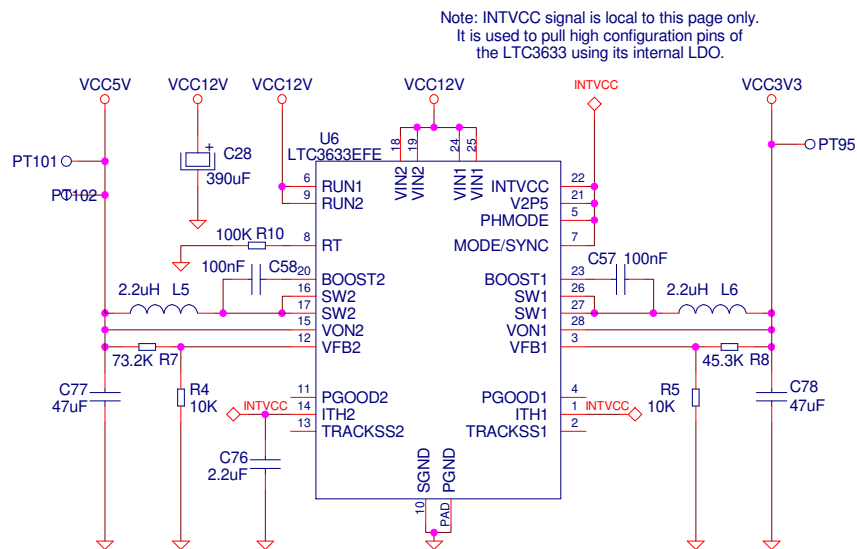 Note: INTVCC signal is local to this page only.
It is used to pull high configuration pins of
the LTC3633 using its internal LDO.
VCC5V
VCC12V
VCC12V
VCC12V
INTVCC
VCC3V3
U6
LTC3633EFE
PT101
PT102
C28
390uF
18
19
24
25
VIN2
VIN2
VIN1
VIN1
PT95
6
RUN1
9
RUN2
INTVCC
22
V2P5
21
PHMODE
5
100K
R10
8
RT
MODE/SYNC
7
100nF
C58
20
BOOST2
BOOST1
23
C57
100nF
2.2uH
L5
16
SW2
SW1
26
2.2uH
L6
17
SW2
SW1
27
15
VON2
VON1
28
12
VFB2
VFB1
3
73.2K
R7
45.3K
R8
C77
47uF
R4
10K
11
PGOOD2
PGOOD1
4
INTVCC
14
ITH2
ITH1
1
INTVCC
13
TRACKSS2
TRACKSS1
2
R5
10K
C78
47uF
C76
2.2uF
SGND
PGND
10
PAD